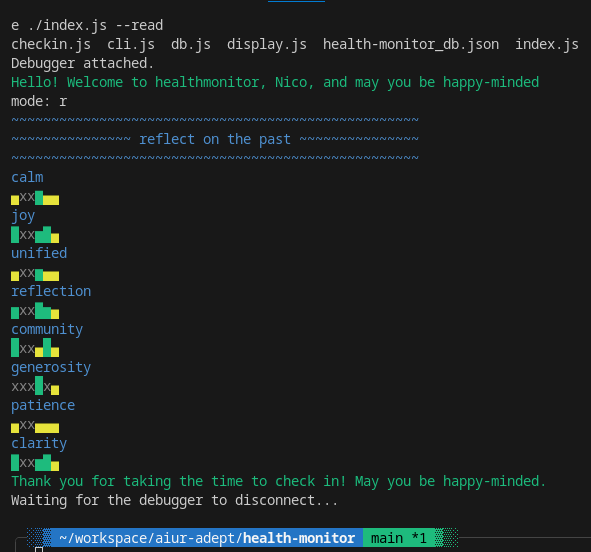 e ./index.js --read
checkin.js  cli.js  db.js  display.js  health-monitor_db.json  index.js
Debugger attached.
Hello! Welcome to healthmonitor, Nico, and may you be happy-minded
mode: r
~~~~~~~~~~~~~~~~~~~~~~~~~~~~~~~~~~~~~~~~~~~~~~~~~~~
~~~~~~~~~~~~~~~ reflect on the past ~~~~~~~~~~~~~~~
~~~~~~~~~~~~~~~~~~~~~~~~~~~~~~~~~~~~~~~~~~~~~~~~~~~
calm
▄xx▆▄▄
joy
█xx▅▇▄
unified
▄xx▅▄▄
reflection
▅xx▇▅▄
community
█xx▄█▄
generosity
xxx█x▄
patience
▄xx▄▄▄
clarity
█xx▅▆▄
Thank you for taking the time to check in! May you be happy-minded.
Waiting for the debugger to disconnect...
~/workspace/aiur-adept/health-monitor  main *1